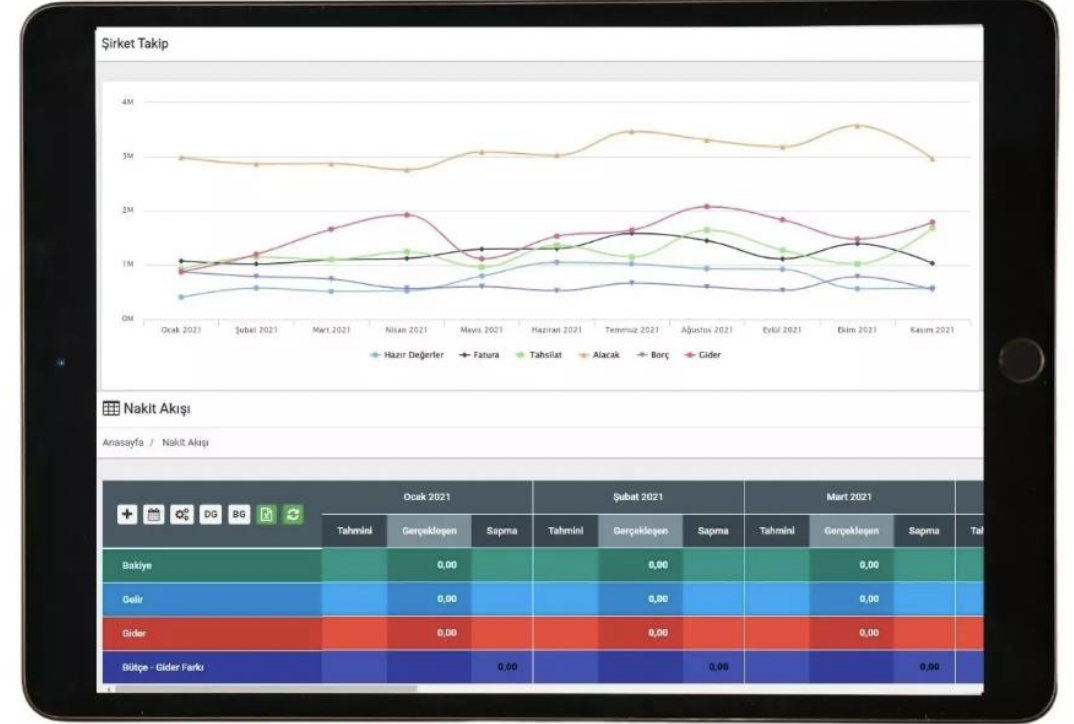 Şirket Takip
4M
3M
2M
1M
0M
Ocak 2021 Şubat 2021 Mart 2021 Nisan 2021 Mayıs 2021 Haziran 2021 Temmuz 2021 Ağustos 2021 Eylül 2021 Ekim 2021 Kasım 2021
Hazır Değerler Fatura Tahsilat Alacak Borç Gider
Nakit Akışı
Anasayfa / Nakit Akışı
Ocak 2021 Şubat 2021 Mart 2021
DG BG
Tahmini Gerçekleşen Sapma Tahmini Gerçekleşen Sapma Tahmini Gerçekleşen Sapma Tah
Bakiye 0,00 0,00 0,00
Gelir 0,00 0,00 0,00
Gider 0,00 0,00 0,00
Bütçe - Gider Farkı 0,00 0,00 0,00